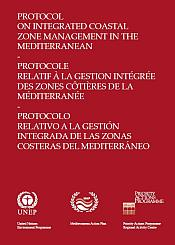 PROTOCOL
ON INTEGRATED COASTAL
ZONE MANAGEMENT IN THE
MEDITERRANEAN
-
PROTOCOLE
RELATIF À LA GESTION INTÉGRÉE
DES ZONES CÔTIÈRES DE LA
MÉDITERRANÉE
-
PROTOCOLO
RELATIVO A LA GESTIÓN
INTEGRADA DE LAS ZONAS
COSTERAS DEL MEDITERRÁNEO
UNEP
PRIORITY
ACTIONS
PROGRAMME
United Nations
Environment Programme
Mediterranean Action Plan
Priority Actions Programme
Regional Activity Centre